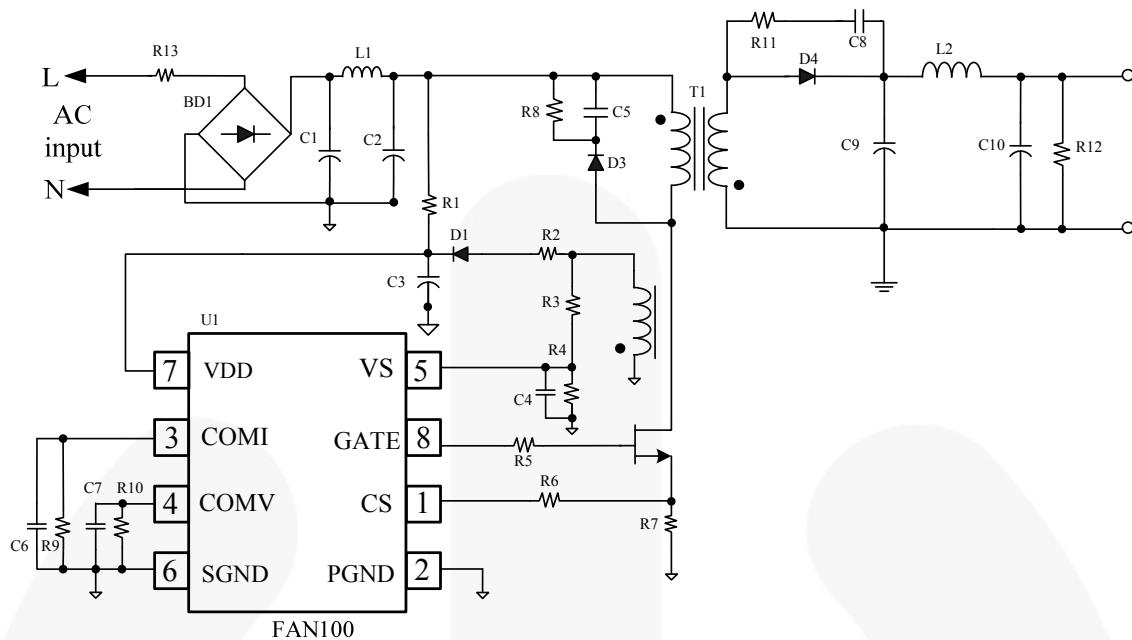 R11
C8
R13
L1
L2
D4
L
T1
BD1
R8
C5
AC
C1
C2
C9
C10
R12
input
D3
N
R1
D1
R2
C3
R3
U1
R4
7
VDD
VS
5
C4
3
COMI
GATE
8
R5
C7
R10
R6
4
COMV
CS
1
R7
C6
R9
6
SGND
PGND
2
FAN100